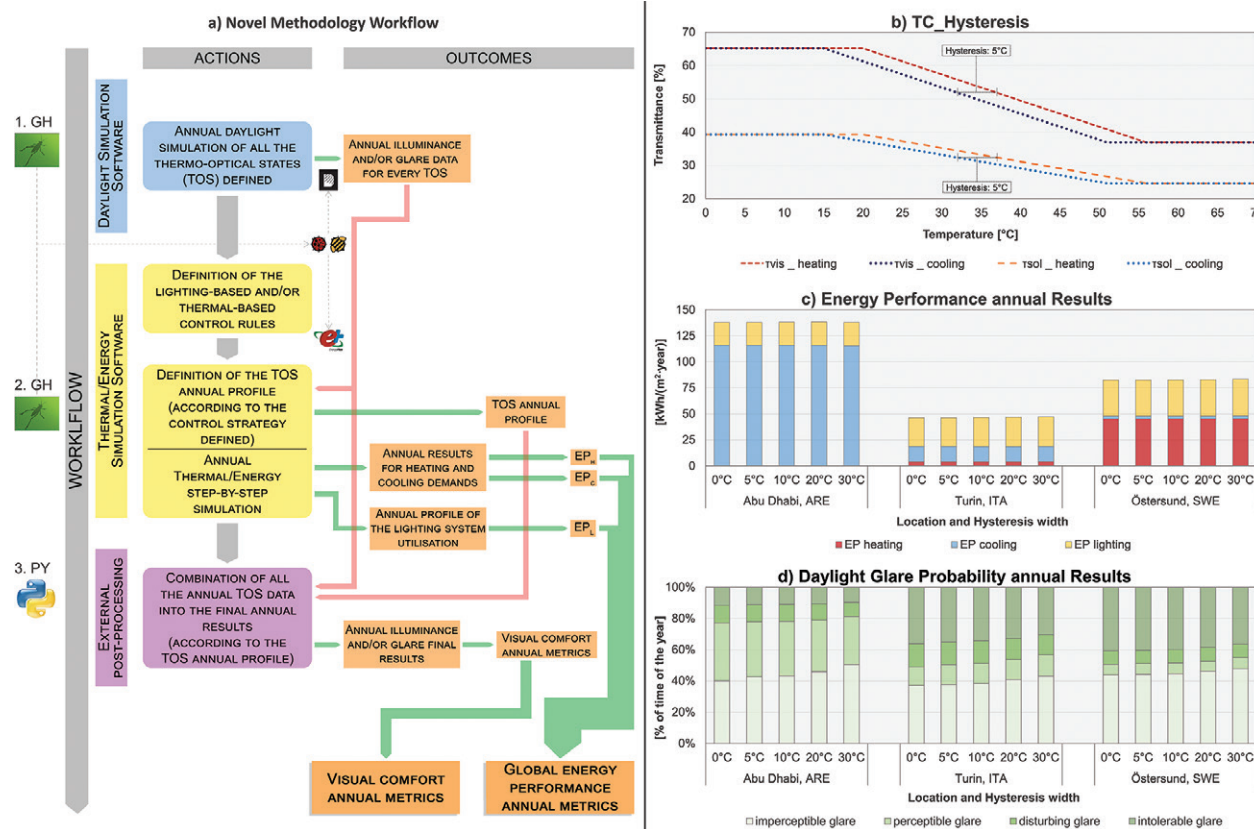 a) Novel Methodology Workflow
ACTIONS
OUTCOMES
WORKLFLOW
1. GH
2. GH
3. PY
DAYLIGHT SIMULATION
SOFTWARE
THERMAL/ENERGY
SIMULATION SOFTWARE
EXTERNAL
POST-PROCESSING
ANNUAL DAYLIGHT
SIMULATION OF ALL THE
THERMO-OPTICAL STATES
(TOS) DEFINED
ANNUAL ILLUMINANCE
AND/OR GLARE DATA
FOR EVERY TOS
DEFINITION OF THE
LIGHTING-BASED AND/OR
THERMAL-BASED
CONTROL RULES
DEFINITION OF THE TOS
ANNUAL PROFILE
(ACCORDING TO THE
CONTROL STRATEGY
DEFINED)
TOS ANNUAL
PROFILE
ANNUAL
THERMAL/ENERGY
STEP-BY-STEP
SIMULATION
ANNUAL RESULTS
FOR HEATING AND
COOLING DEMANDS
EPH
EPC
ANNUAL PROFILE OF
THE LIGHTING SYSTEM
UTILISATION
EPL
COMBINATION OF ALL
THE ANNUAL TOS DATA
INTO THE FINAL ANNUAL
RESULTS
(ACCORDING TO THE
TOS ANNUAL PROFILE)
ANNUAL ILLUMINANCE
AND/OR GLARE FINAL
RESULTS
VISUAL COMFORT
ANNUAL METRICS
VISUAL COMFORT
ANNUAL METRICS
GLOBAL ENERGY
PERFORMANCE
ANNUAL METRICS
b) TC_Hysteresis
Transmittance [%]
70
60
50
40
30
20
Hysteresis: 5°C
Hysteresis: 5°C
0 5 10 15 20 25 30 35 40 45 50 55 60 65 70
Temperature [°C]
τvis _ heating τvis _ cooling τsol _ heating τsol _ cooling
c) Energy Performance annual Results
[kWh/(m²·year)]
150
125
100
75
50
25
0
0°C 5°C 10°C 20°C 30°C 0°C 5°C 10°C 20°C 30°C 0°C 5°C 10°C 20°C 30°C
Abu Dhabi, ARE Turin, ITA Östersund, SWE
Location and Hysteresis width
EP heating EP cooling EP lighting
d) Daylight Glare Probability annual Results
[% of time of the year]
100%
80%
60%
40%
20%
0%
0°C 5°C 10°C 20°C 30°C 0°C 5°C 10°C 20°C 30°C 0°C 5°C 10°C 20°C 30°C
Abu Dhabi, ARE Turin, ITA Östersund, SWE
Location and Hysteresis width
imperceptible glare perceptible glare disturbing glare intolerable glare